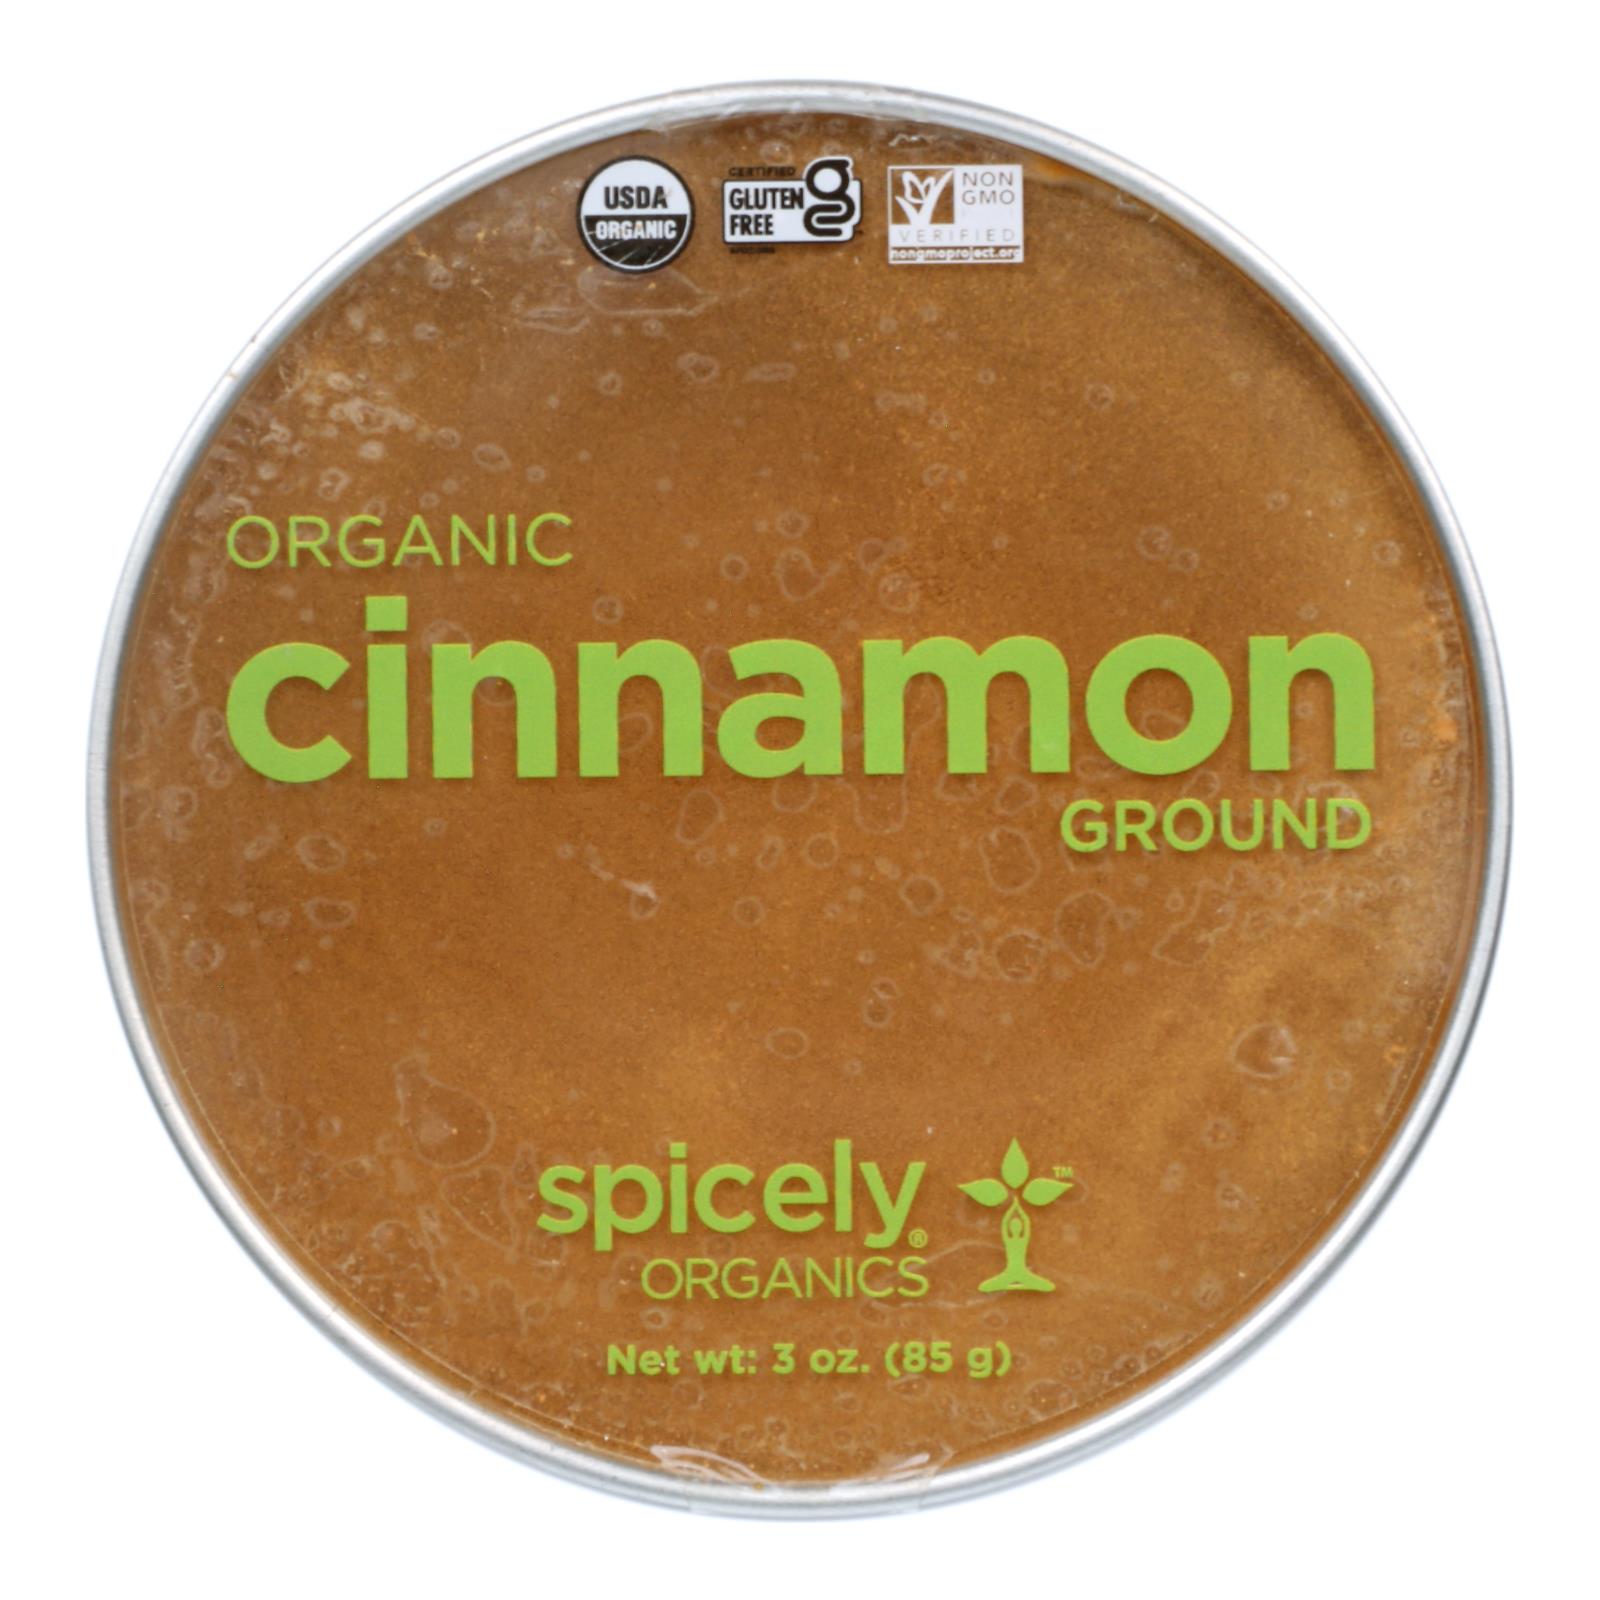 USDA
ORGANIC
CERTIFIED
GLUTEN
FREE
NON
GMO
VERIFIED
nongmoproject.org
ORGANIC
cinnamon
GROUND
spicely®
ORGANICS
TM
Net wt: 3 oz. (85 g)